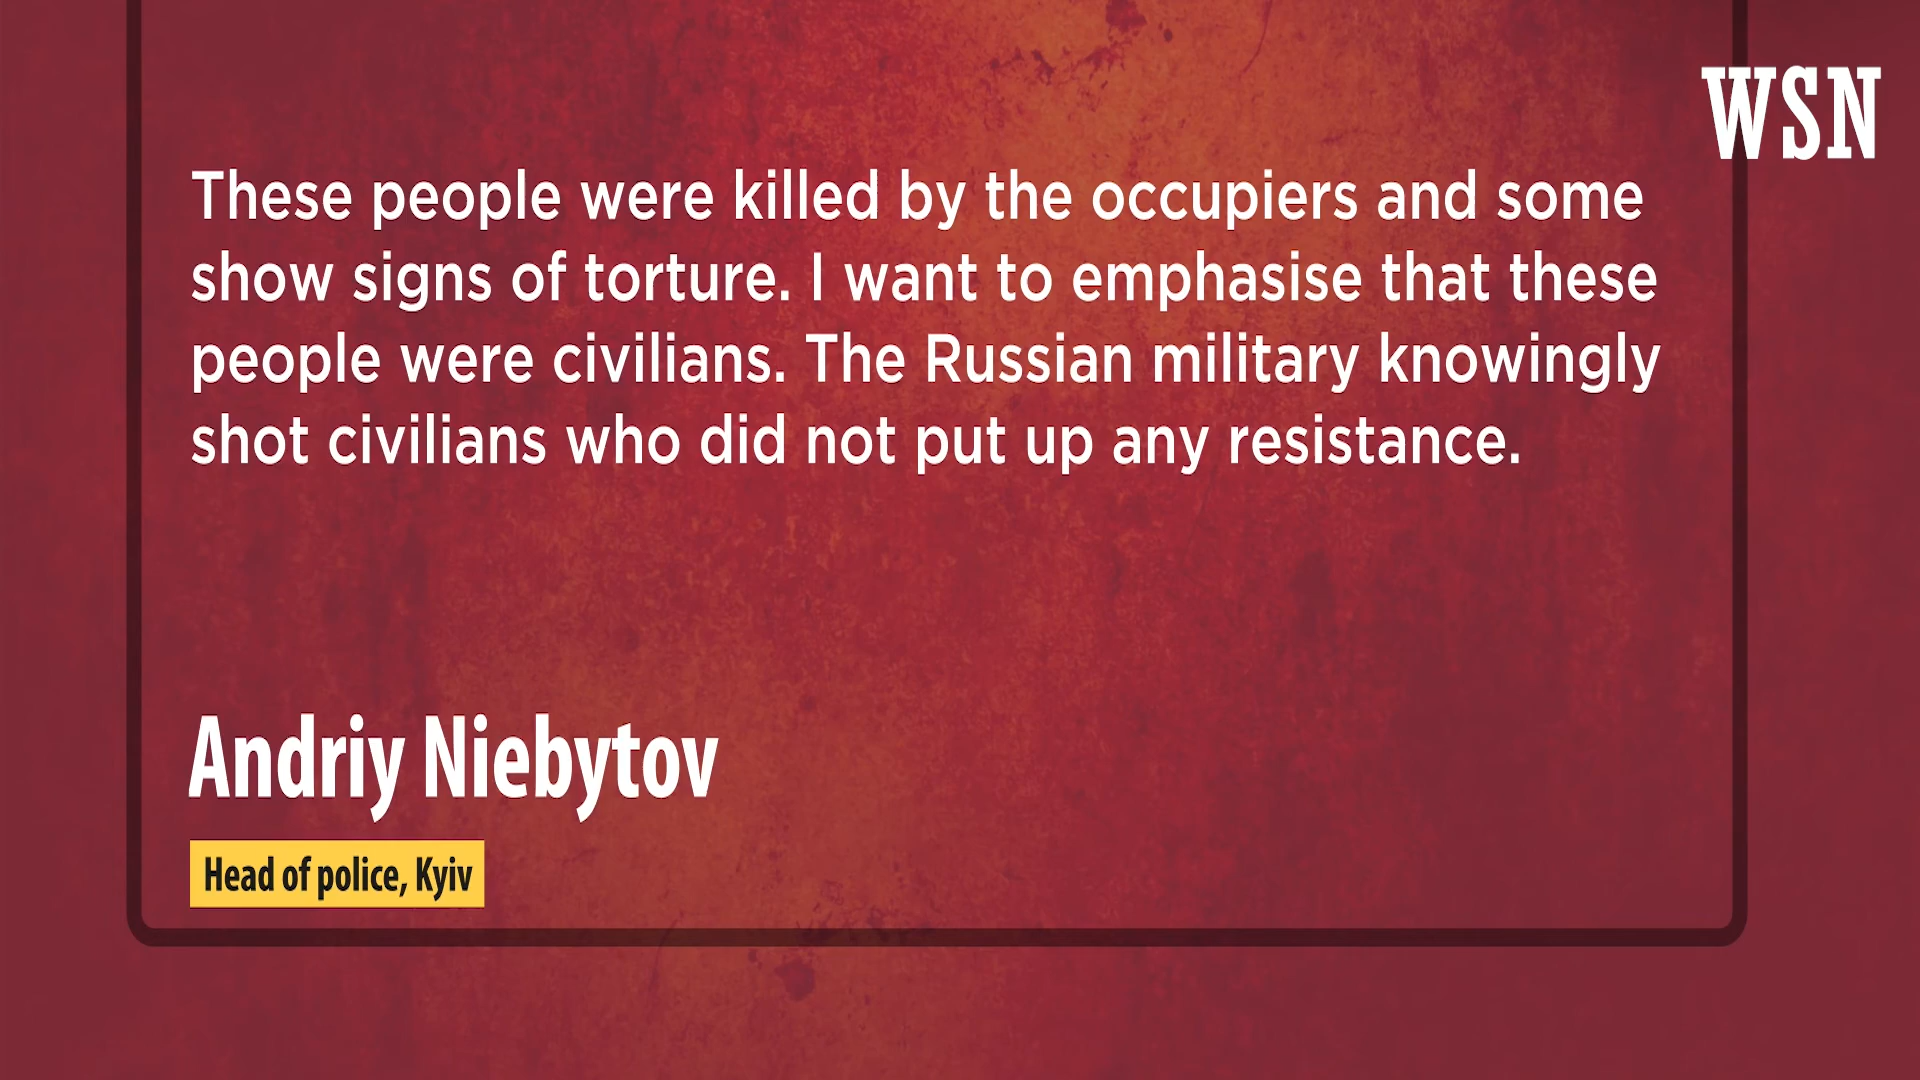 WSN
These people were killed by the occupiers and some
show signs of torture. I want to emphasise that these
people were civilians. The Russian military knowingly
shot civilians who did not put up any resistance.
Andriy Niebytov
Head of police, Kyiv